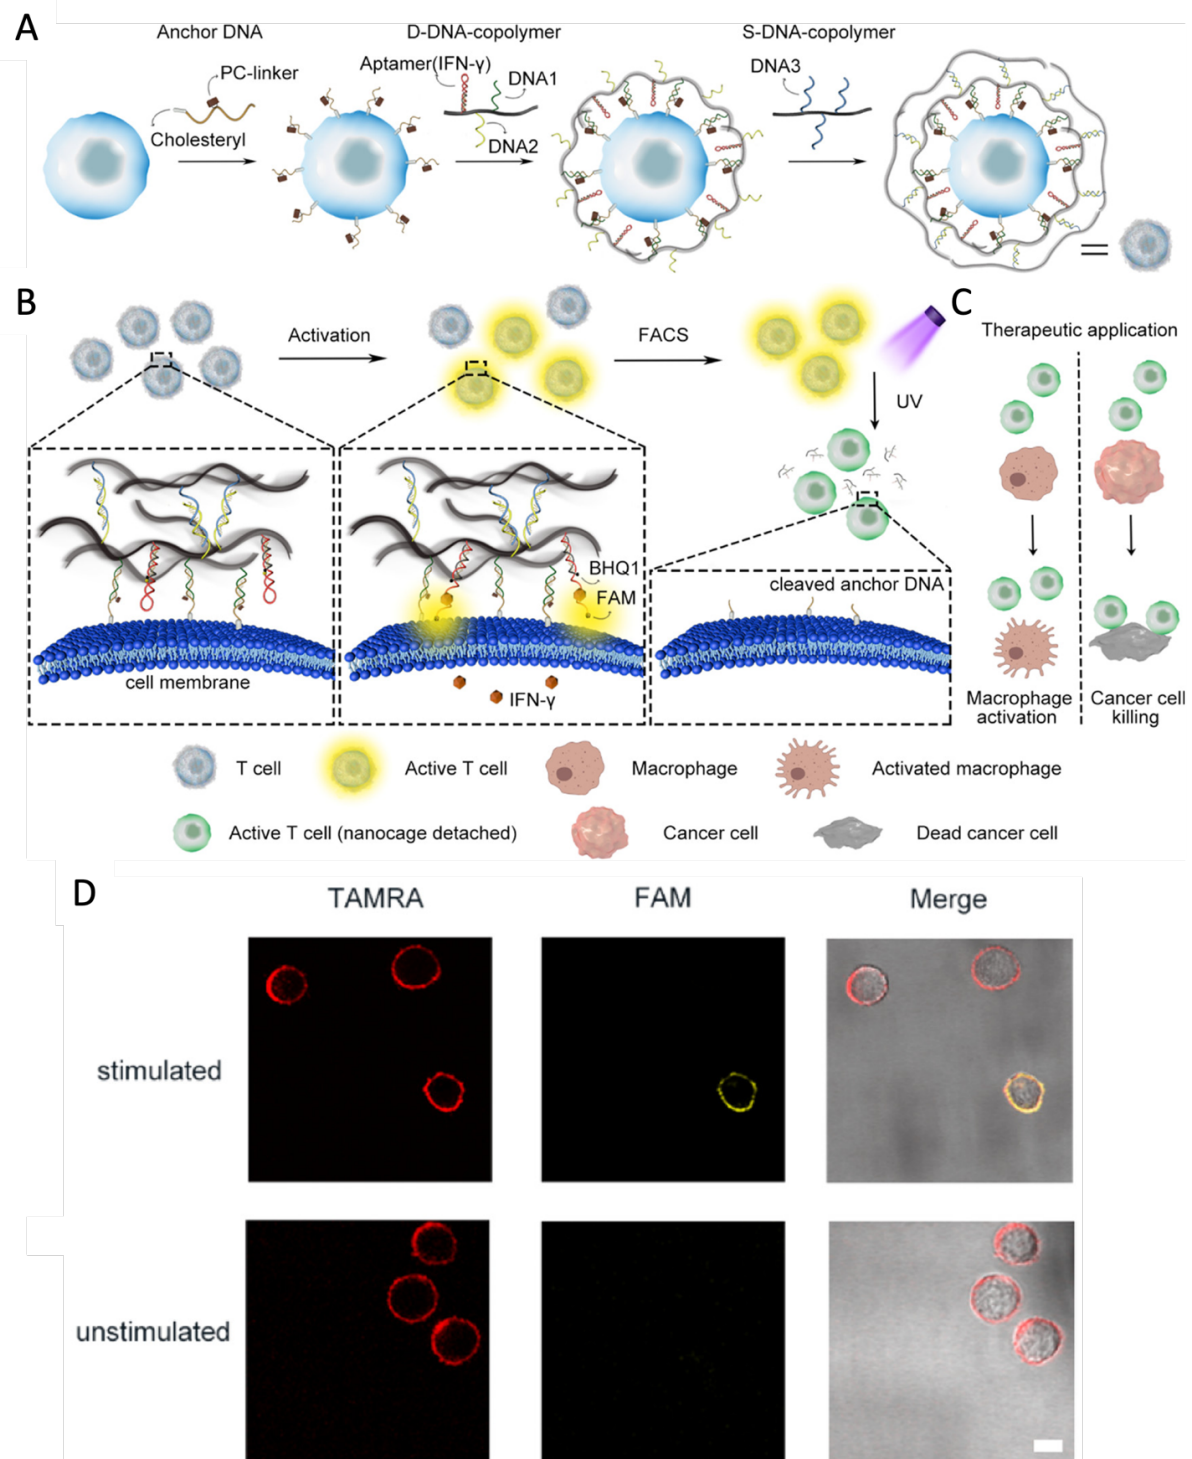 A
Anchor DNA
D-DNA-copolymer
S-DNA-copolymer
PC-linker
Cholesteryl
Aptamer(IFN-γ)
DNA1
DNA2
DNA3
B
Activation
FACS
UV
C
Therapeutic application
BHQ1
FAM
cleaved anchor DNA
cell membrane
IFN-γ
Macrophage
activation
Cancer cell
killing
T cell
Active T cell
Macrophage
Activated macrophage
Active T cell (nanocage detached)
Cancer cell
Dead cancer cell
D
TAMRA
FAM
Merge
stimulated
unstimulated